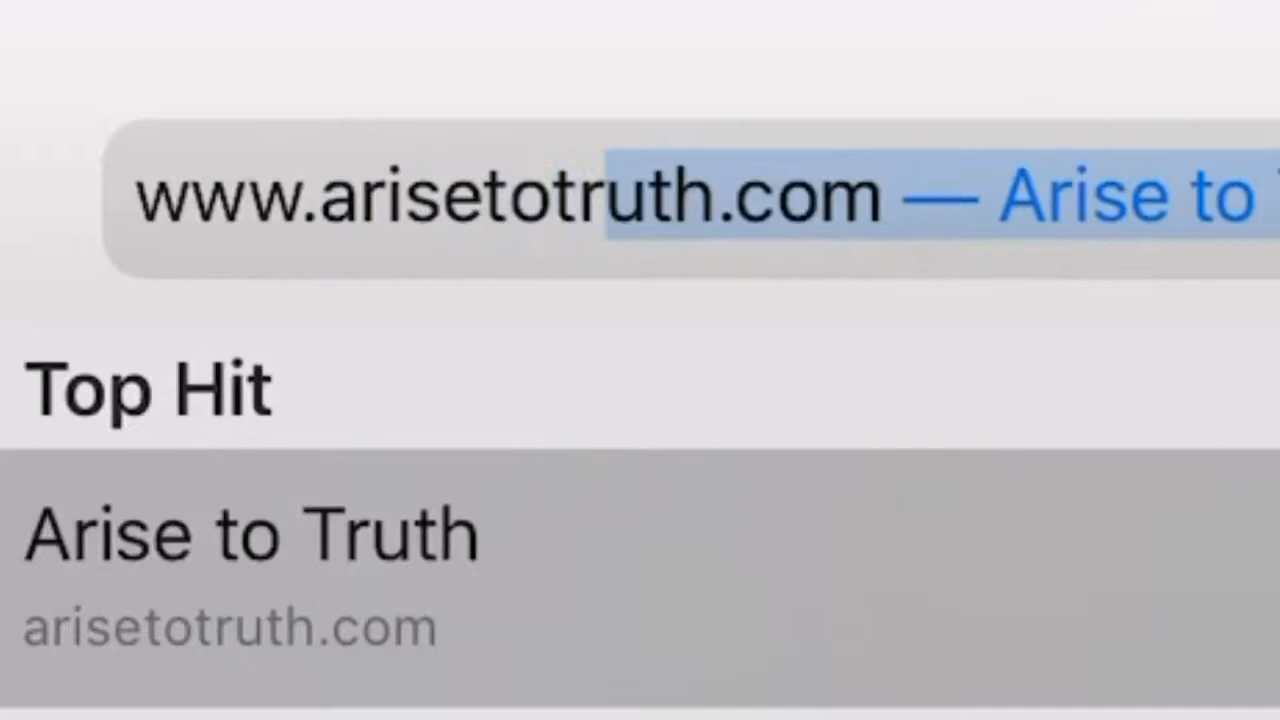 www.arisetotruth.com — Arise to
Top Hit
Arise to Truth
arisetotruth.com